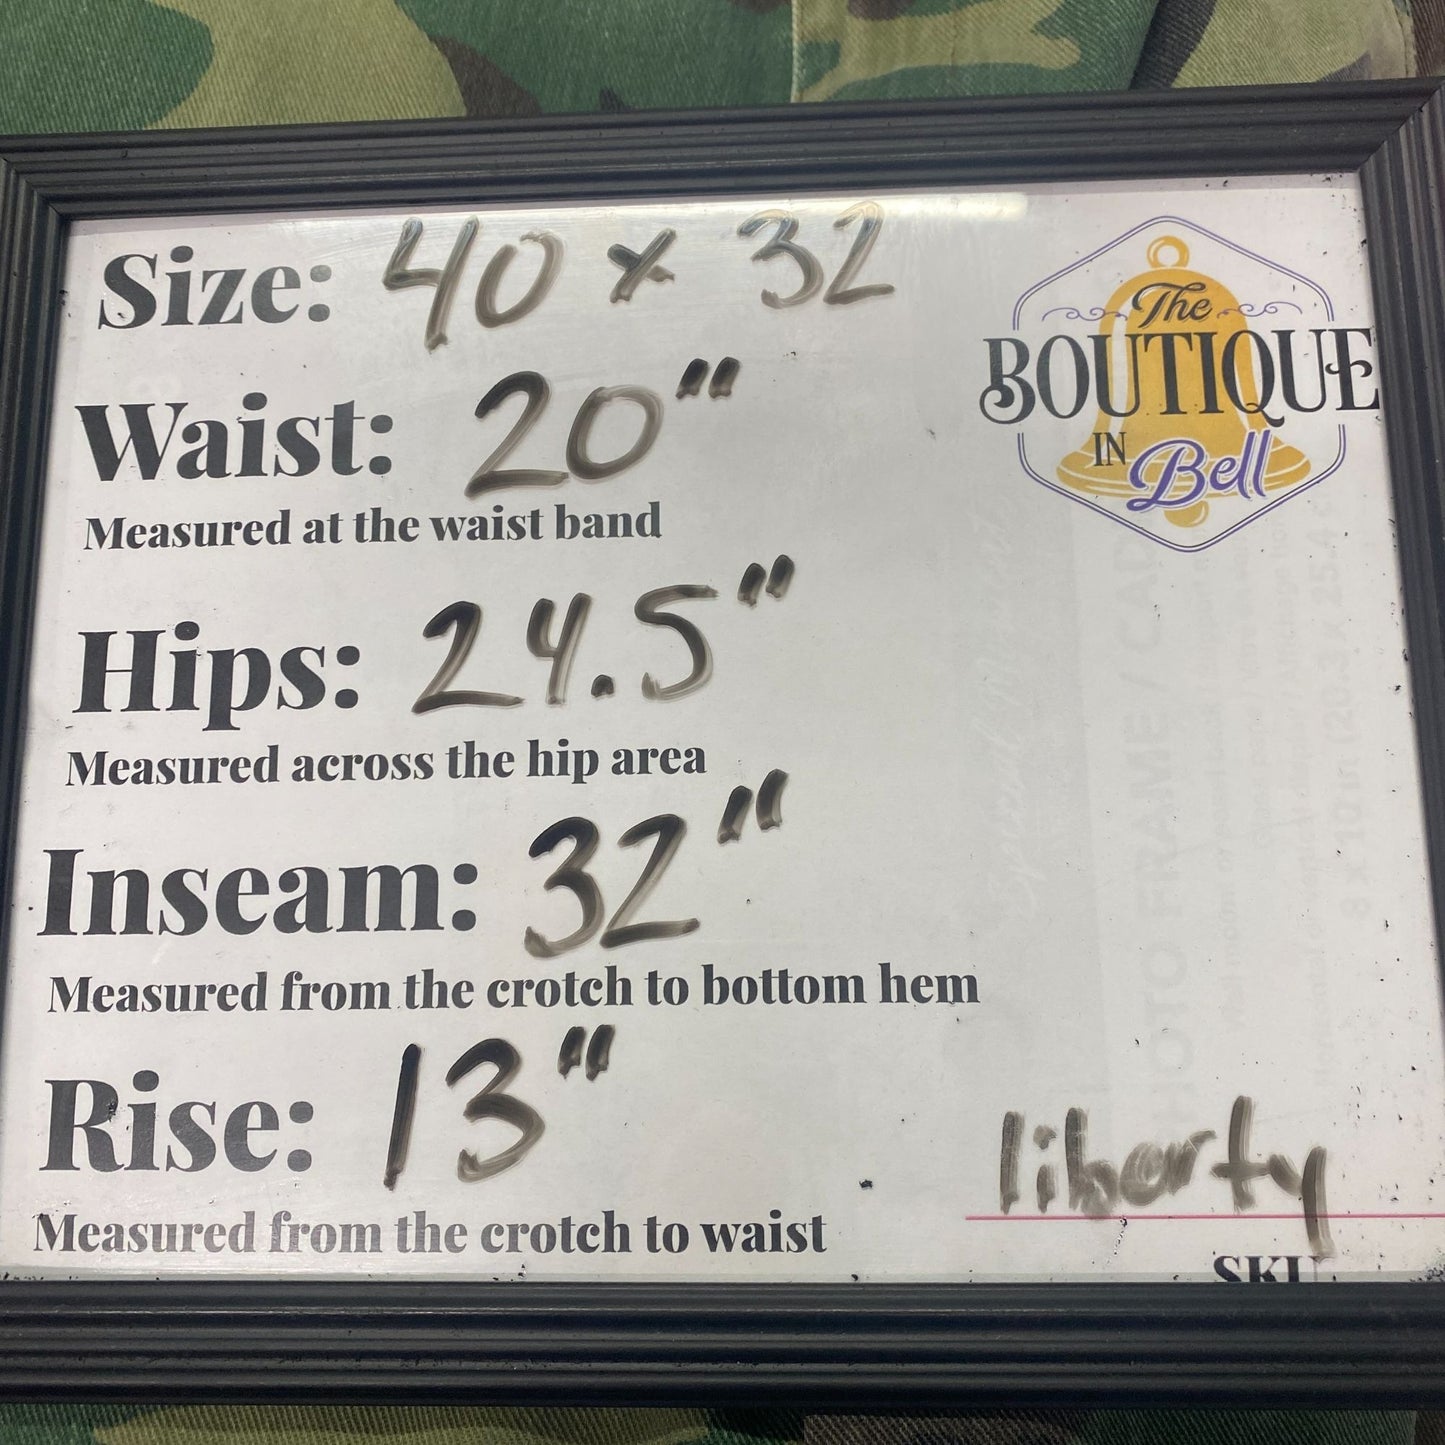 Size: 40 x 32
The
BOUTIQUE
IN Bell
Waist: 20"
Measured at the waist band
Hips: 24.5"
Measured across the hip area
Inseam: 32"
Measured from the crotch to bottom hem
Rise: 13"
Measured from the crotch to waist
liberty
SKU